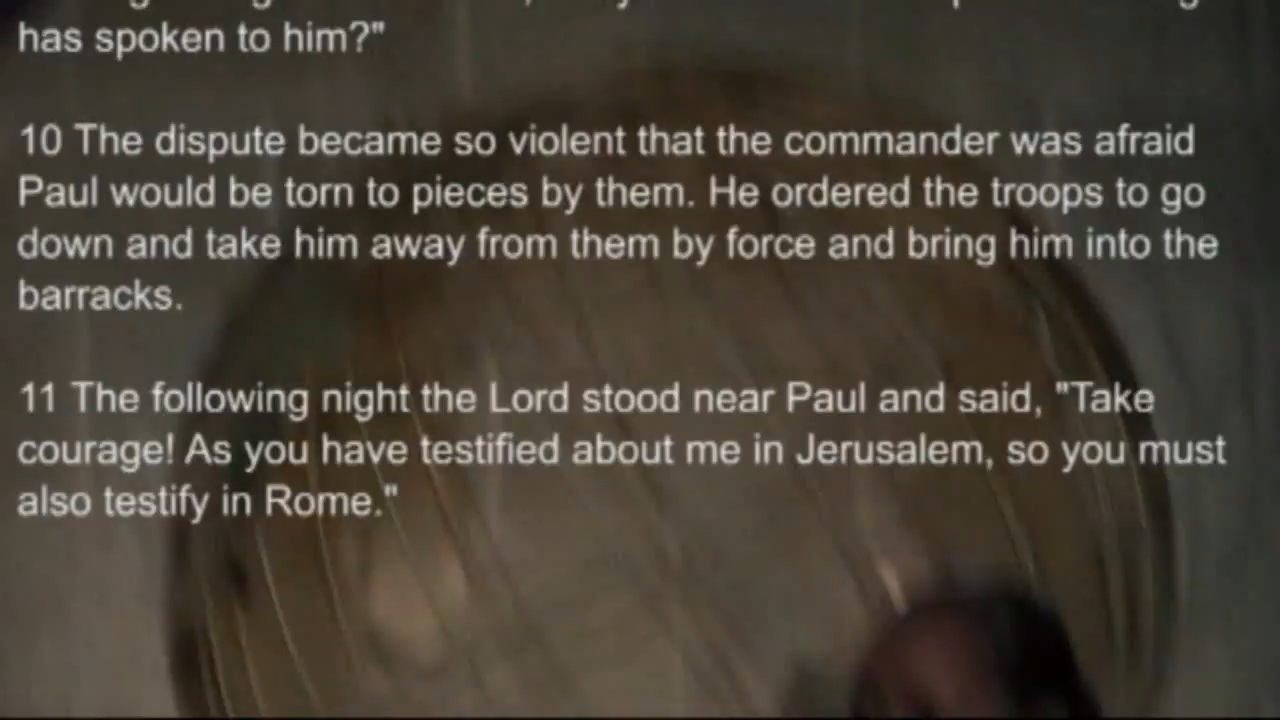 has spoken to him?"
10 The dispute became so violent that the commander was afraid
Paul would be torn to pieces by them. He ordered the troops to go
down and take him away from them by force and bring him into the
barracks.
11 The following night the Lord stood near Paul and said, "Take
courage! As you have testified about me in Jerusalem, so you must
also testify in Rome."